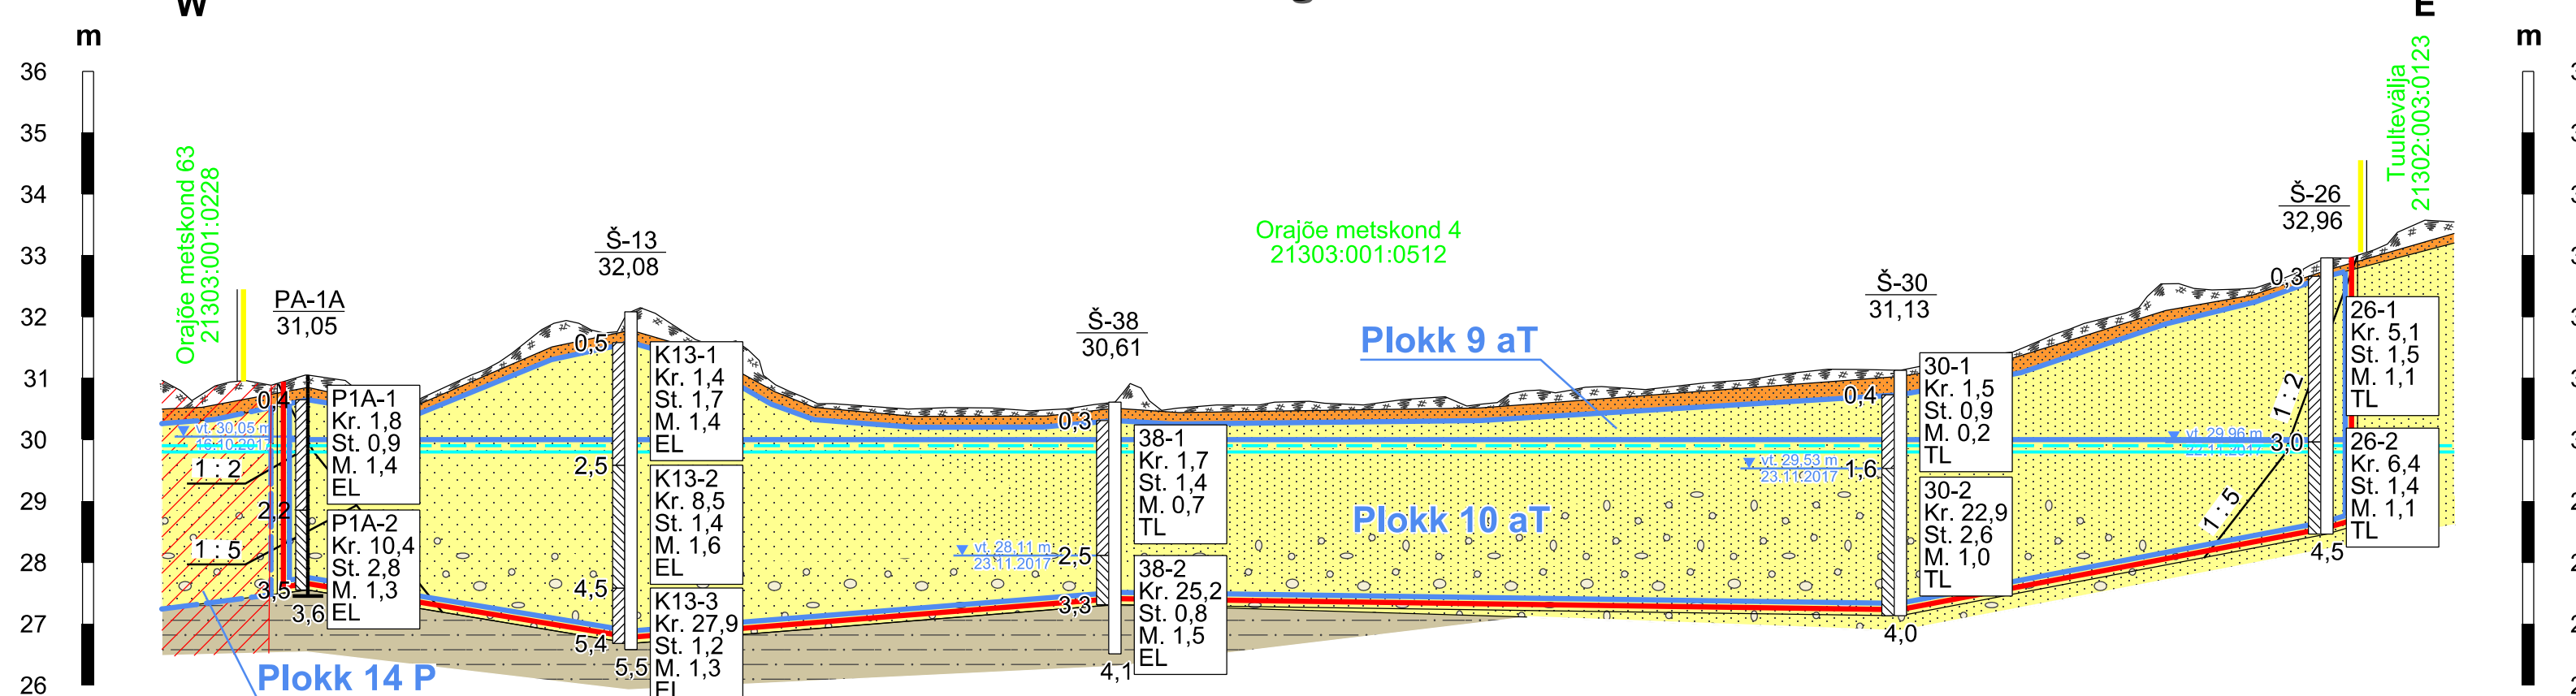 W
E
m
m
36
35
34
33
32
31
30
29
28
27
26
Orajõe metskond 63
21303:001:0228
PA-1A
31,05
Š-13
32,08
Š-38
30,61
Orajõe metskond 4
21303:001:0512
Š-30
31,13
Š-26
32,96
Tuultevälja
21302:003:0123
Plokk 9 aT
Plokk 10 aT
Plokk 14 P
vt. 30,05 m
16.10.2017
1 : 2
1 : 5
0,4
2,2
3,5
3,6
P1A-1
Kr. 1,8
St. 0,9
M. 1,4
EL
P1A-2
Kr. 10,4
St. 2,8
M. 1,3
EL
0,5
2,5
4,5
5,4
5,5
K13-1
Kr. 1,4
St. 1,7
M. 1,4
EL
K13-2
Kr. 8,5
St. 1,4
M. 1,6
EL
K13-3
Kr. 27,9
St. 1,2
M. 1,3
EL
vt. 28,11 m
23.11.2017
0,3
2,5
3,3
4,1
38-1
Kr. 1,7
St. 1,4
M. 0,7
TL
38-2
Kr. 25,2
St. 0,8
M. 1,5
EL
vt. 29,53 m
23.11.2017
0,4
1,6
4,0
30-1
Kr. 1,5
St. 0,9
M. 0,2
TL
30-2
Kr. 22,9
St. 2,6
M. 1,0
TL
vt. 29,96 m
1 : 2
1 : 5
0,3
3,0
4,5
26-1
Kr. 5,1
St. 1,5
M. 1,1
TL
26-2
Kr. 6,4
St. 1,4
M. 1,1
TL